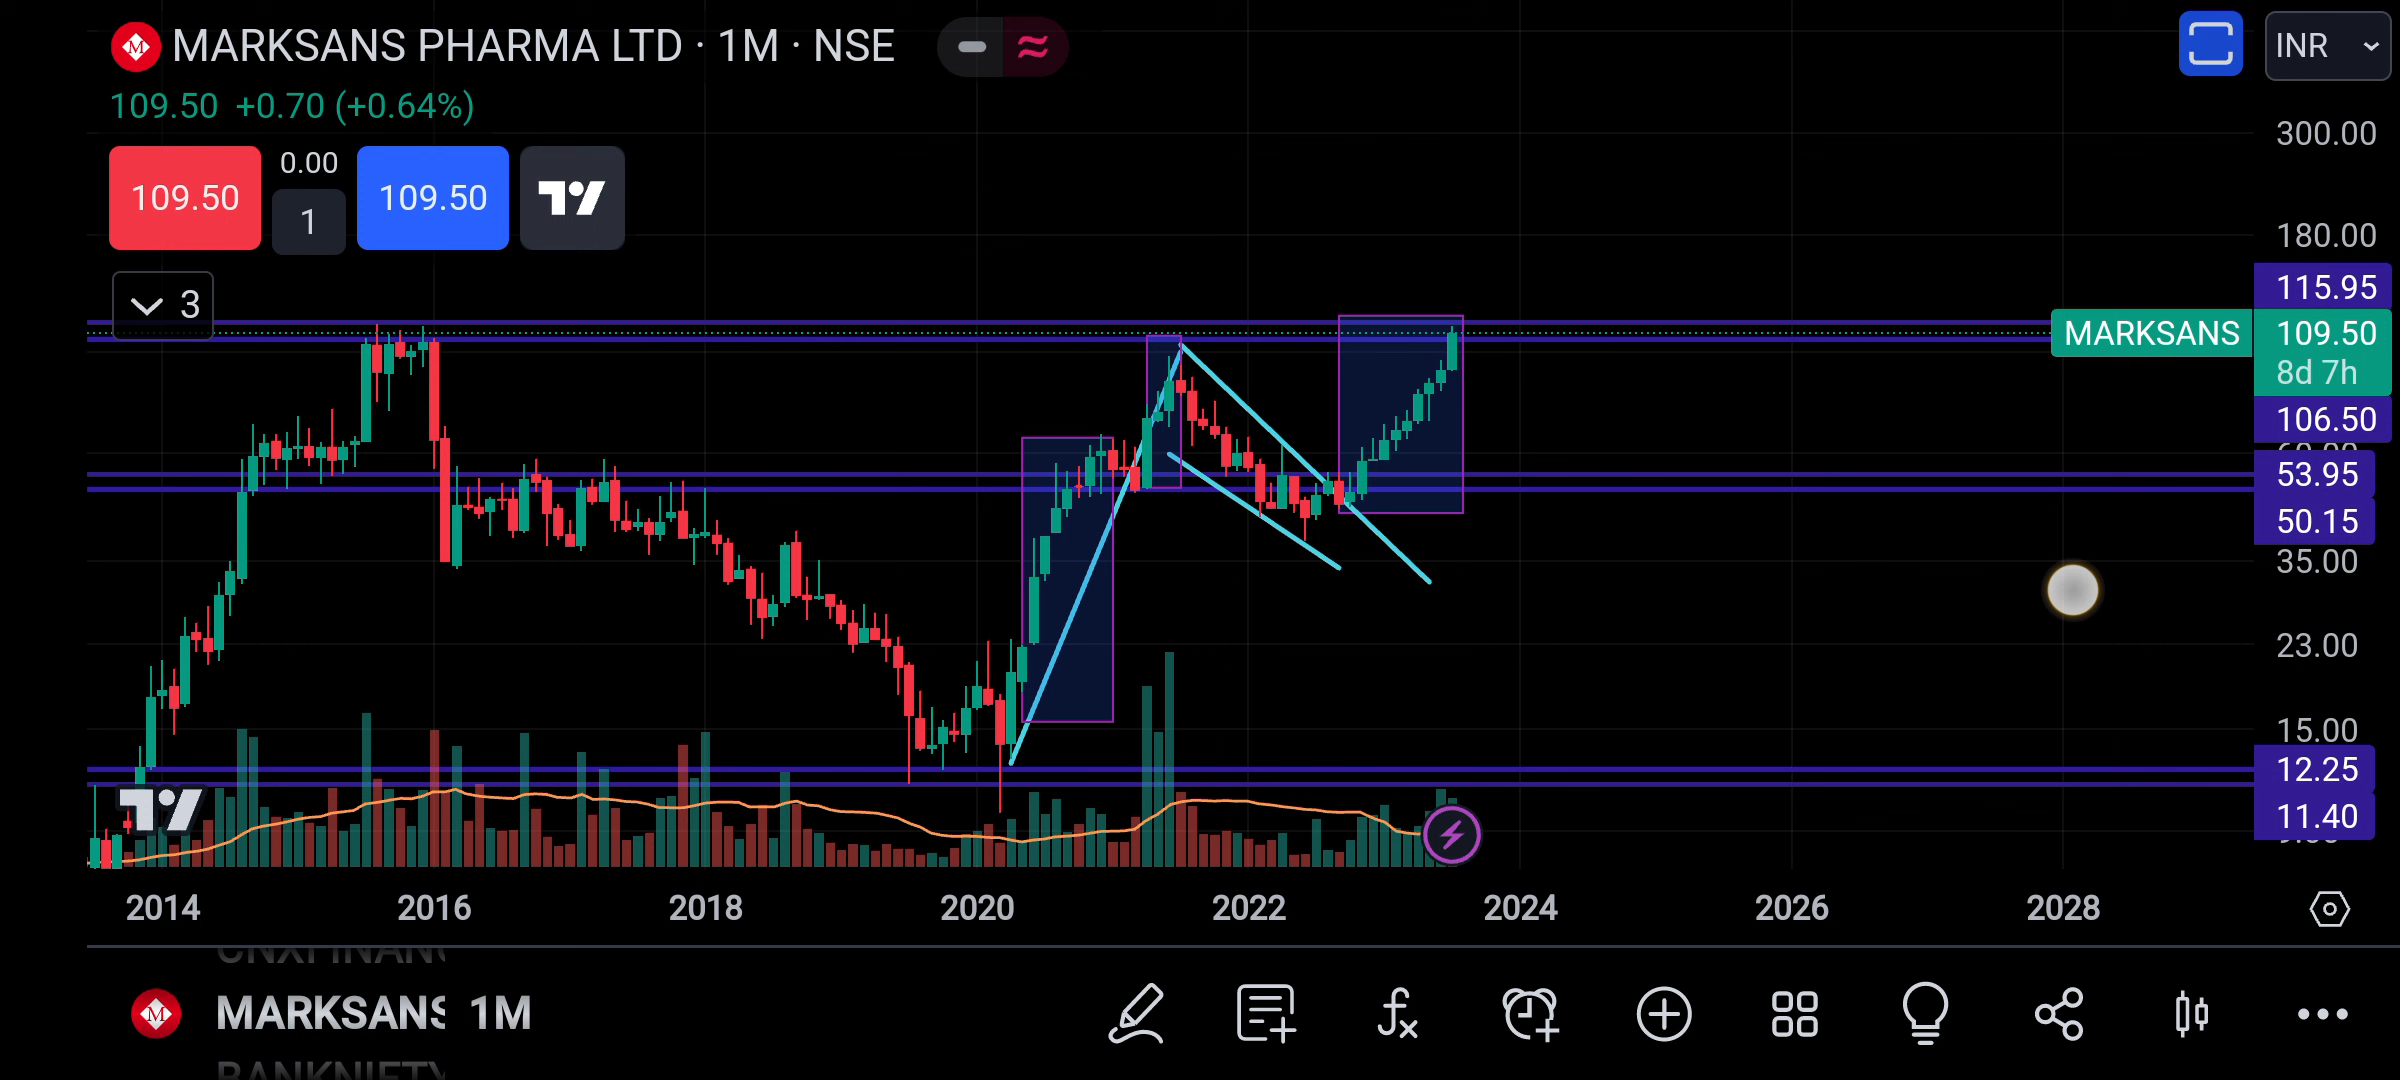 MARKSANS PHARMA LTD · 1M · NSE
INR
109.50 +0.70 (+0.64%)
300.00
109.50
0.00
1
109.50
180.00
3
115.95
MARKSANS 109.50
8d 7h
106.50
53.95
50.15
35.00
23.00
15.00
12.25
11.40
2014 2016 2018 2020 2022 2024 2026 2028
M MARKSANS 1M
BANKNIFTY